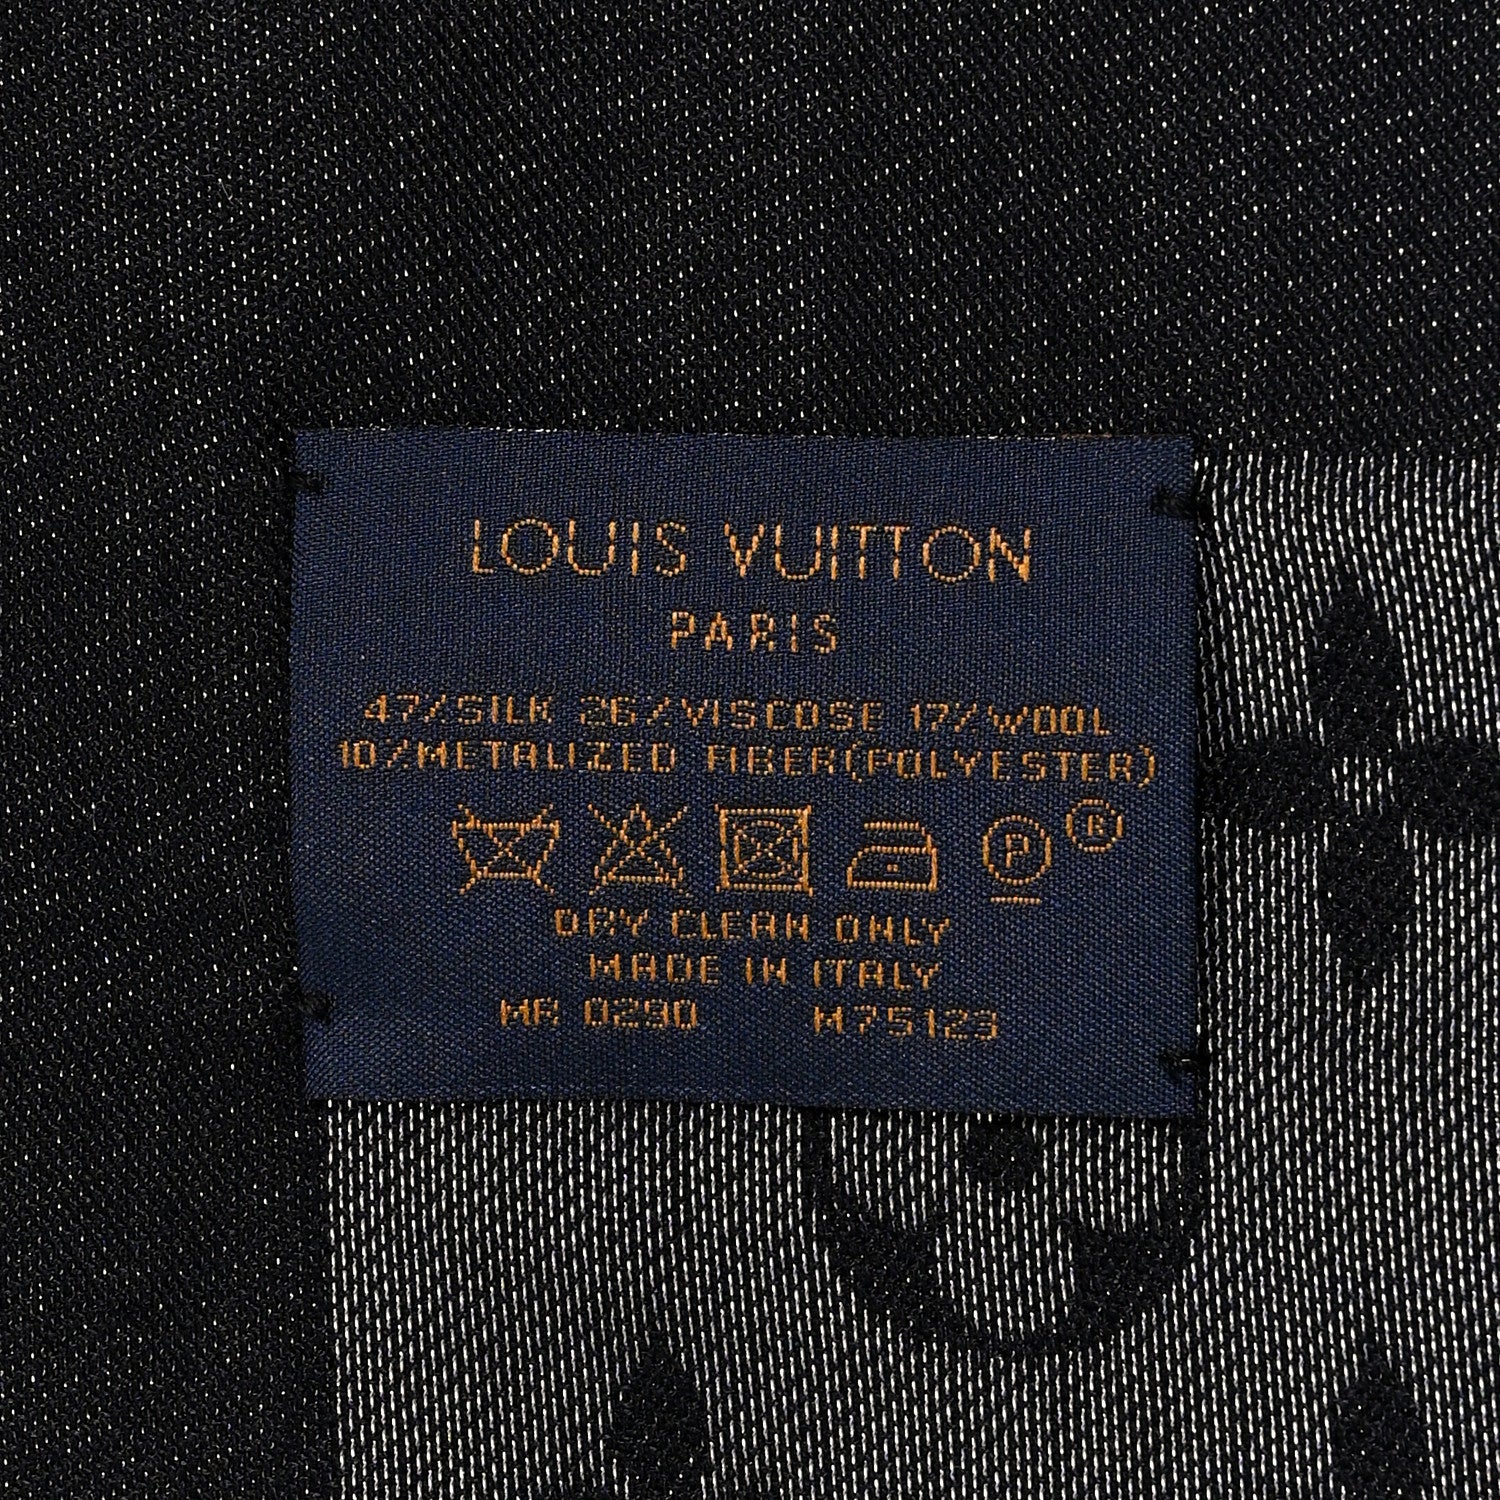 LOUIS VUITTON
PARIS
47%SILK 26%VISCOSE 17%WOOL
10%METALIZED FIBER(POLYESTER)
P ®
DRY CLEAN ONLY
MADE IN ITALY
MR 0290 M75123